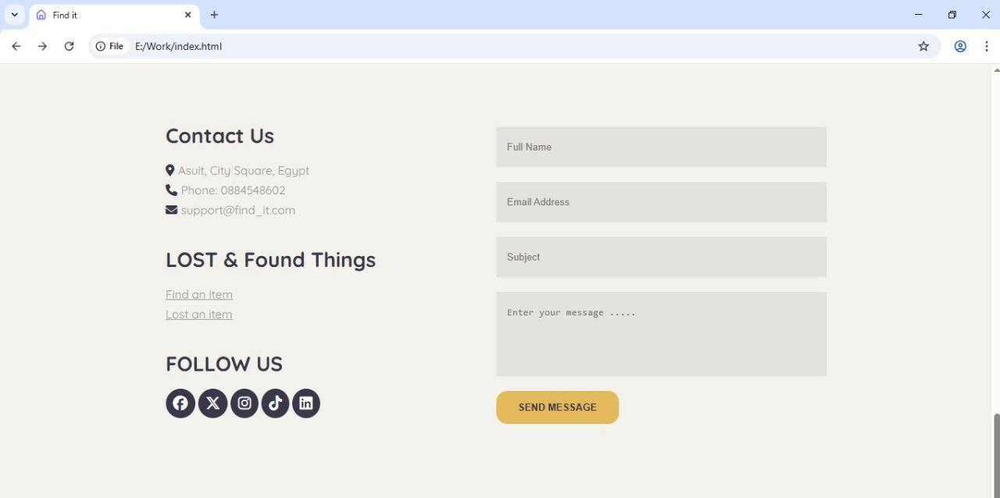 Find it
File E:/Work/index.html
Contact Us
Asuit, City Square, Egypt
Phone: 0884548602
support@find_it.com
LOST & Found Things
Find an item
Lost an item
FOLLOW US
Full Name
Email Address
Subject
Enter your message .....
SEND MESSAGE